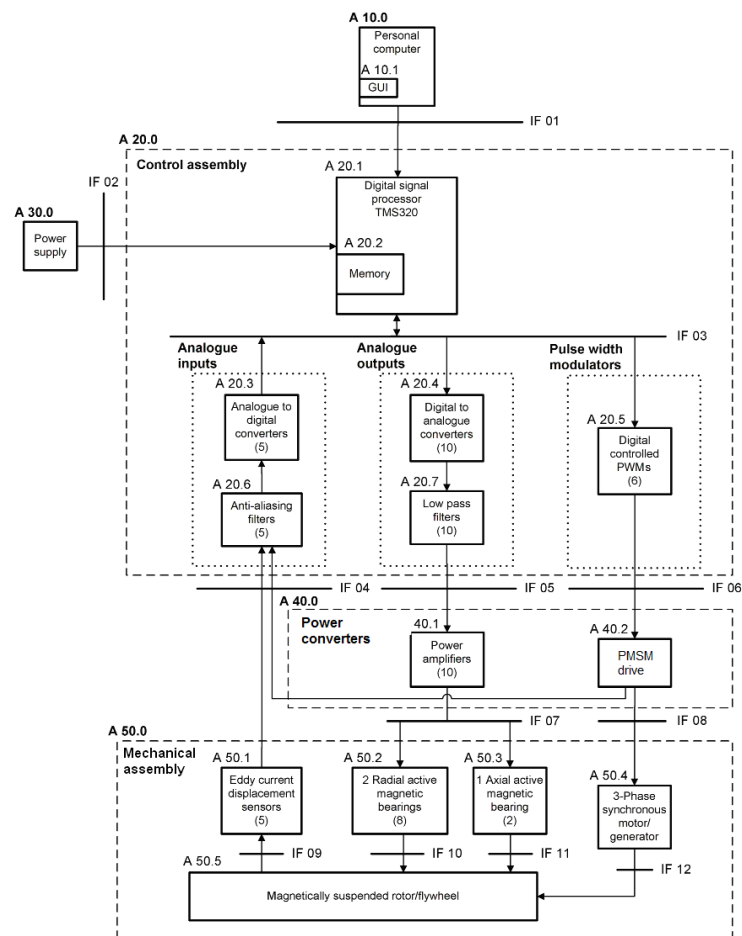 A 10.0
Personal
computer
A 10.1
GUI
IF 01
A 20.0
Control assembly
A 20.1
Digital signal
processor
TMS320
IF 02
A 30.0
Power
supply
A 20.2
Memory
IF 03
Analogue
inputs
A 20.3
Analogue to
digital
converters
(5)
A 20.6
Anti-aliasing
filters
(5)
Analogue
outputs
A 20.4
Digital to
analogue
converters
(10)
A 20.7
Low pass
filters
(10)
Pulse width
modulators
A 20.5
Digital
controlled
PWMs
(6)
IF 04
IF 05
IF 06
A 40.0
Power
converters
40.1
Power
amplifiers
(10)
A 40.2
PMSM
drive
IF 07
IF 08
A 50.0
Mechanical
assembly
A 50.1
Eddy current
displacement
sensors
(5)
A 50.2
2 Radial active
magnetic
bearings
(8)
A 50.3
1 Axial active
magnetic
bearing
(2)
A 50.4
3-Phase
synchronous
motor/
generator
IF 09
IF 10
IF 11
IF 12
A 50.5
Magnetically suspended rotor/flywheel